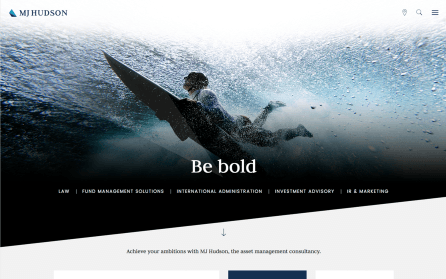 MJ HUDSON
Be bold
LAW | FUND MANAGEMENT SOLUTIONS | INTERNATIONAL ADMINISTRATION | INVESTMENT ADVISORY | IR & MARKETING
Achieve your ambitions with MJ Hudson, the asset management consultancy.